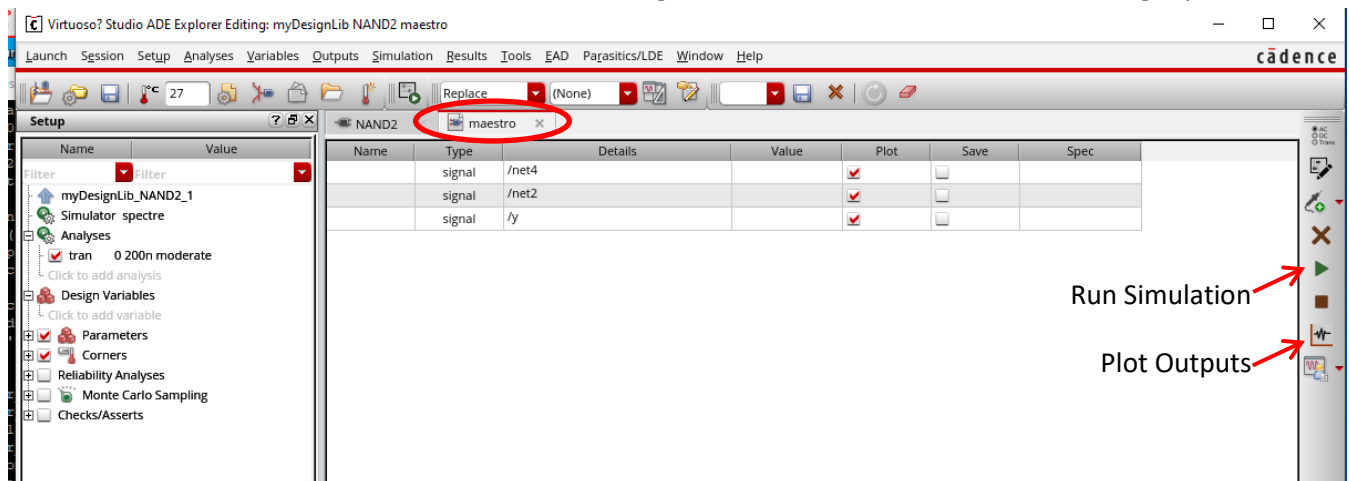 Virtuoso? Studio ADE Explorer Editing: myDesignLib NAND2 maestro
Launch Session Setup Analyses Variables Outputs Simulation Results Tools EAD Parasitics/LDE Window Help cādence
°C 27 Replace (None)
Setup NAND2 maestro
AC
DC
Trans
Name Value Name Type Details Value Plot Save Spec
Filter Filter
signal /net4
myDesignLib_NAND2_1 signal /net2
Simulator spectre signal /y
Analyses
tran 0 200n moderate
Click to add analysis
Design Variables
Run Simulation
Click to add variable
Parameters
Corners
Plot Outputs
Reliability Analyses
Monte Carlo Sampling
Checks/Asserts